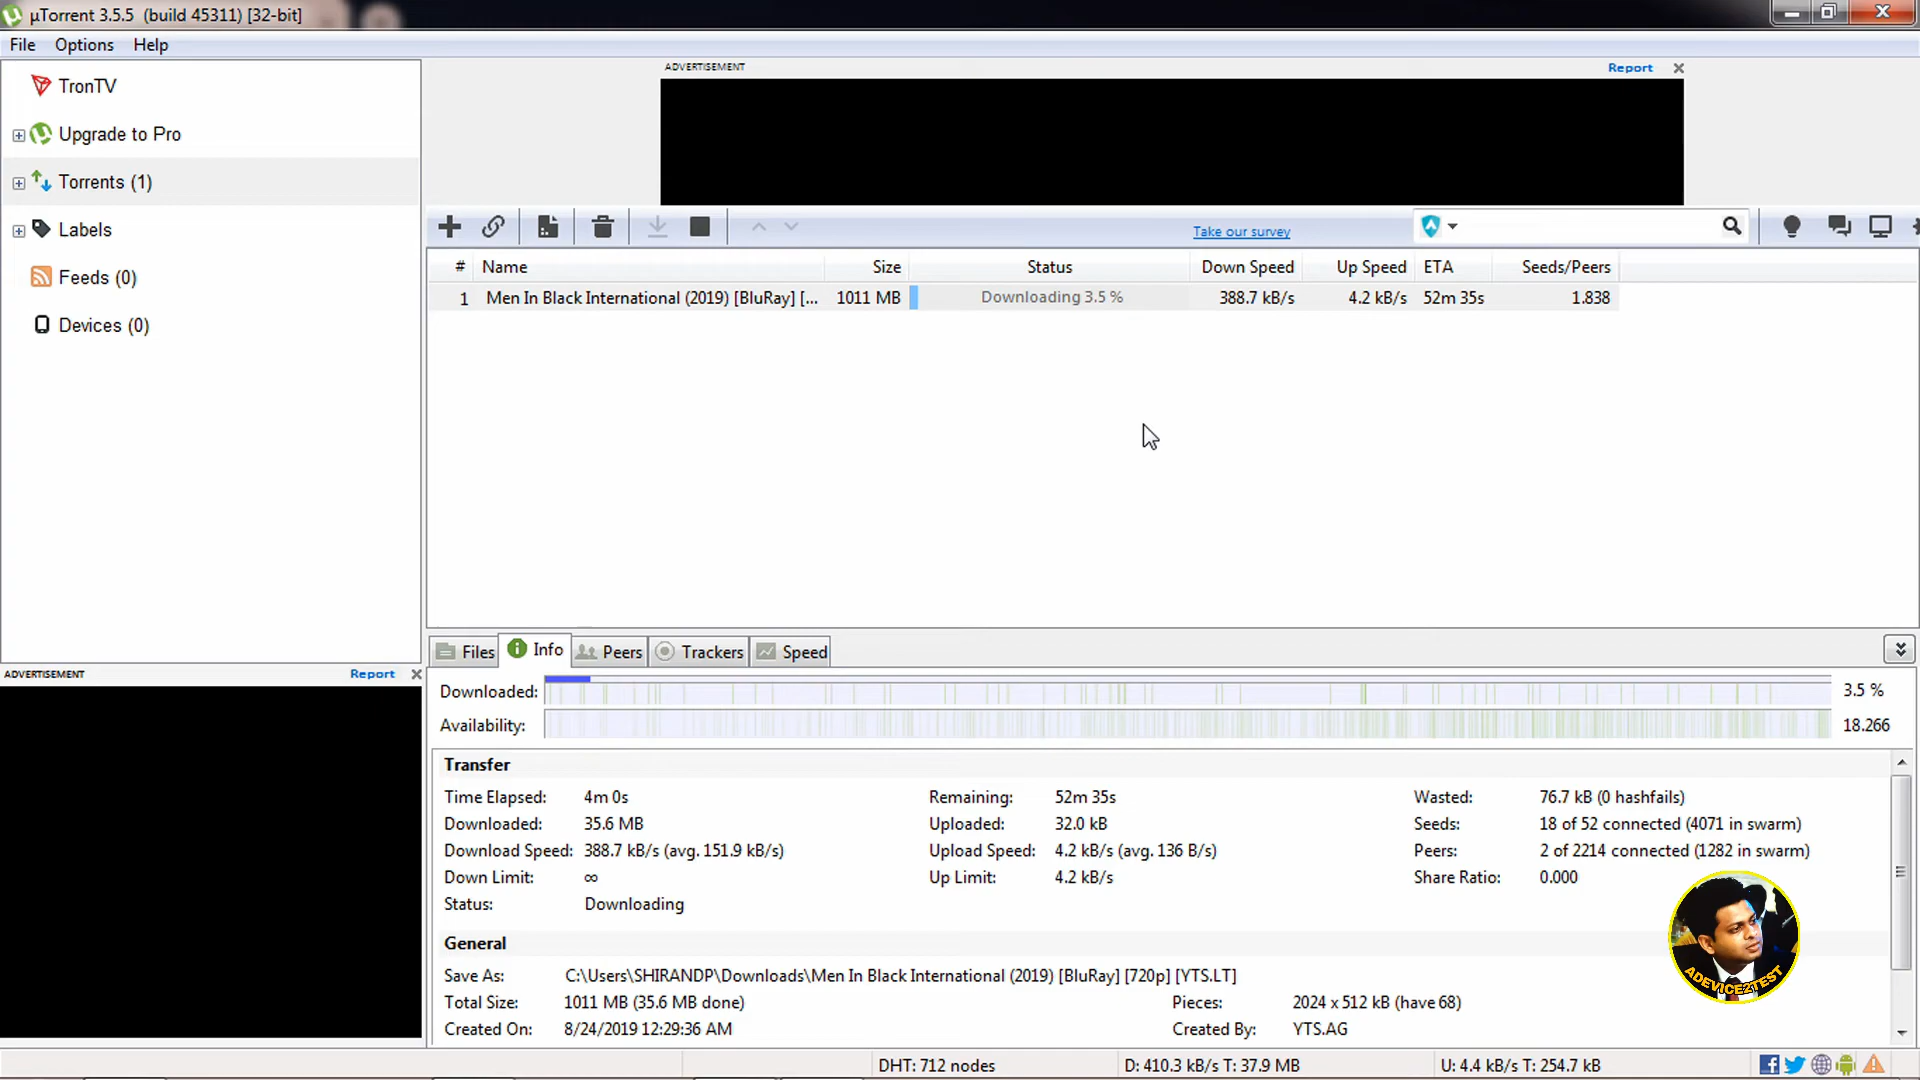 µTorrent 3.5.5 (build 45311) [32-bit]
File Options Help
TronTV
Upgrade to Pro
Torrents (1)
Labels
Feeds (0)
Devices (0)
ADVERTISEMENT Report
ADVERTISEMENT Report
Take our survey
# Name Size Status Down Speed Up Speed ETA Seeds/Peers
1 Men In Black International (2019) [BluRay] [... 1011 MB Downloading 3.5 % 388.7 kB/s 4.2 kB/s 52m 35s 1.838
Files Info Peers Trackers Speed
Downloaded: 3.5 %
Availability: 18.266
Transfer
Time Elapsed: 4m 0s Remaining: 52m 35s Wasted: 76.7 kB (0 hashfails)
Downloaded: 35.6 MB Uploaded: 32.0 kB Seeds: 18 of 52 connected (4071 in swarm)
Download Speed: 388.7 kB/s (avg. 151.9 kB/s) Upload Speed: 4.2 kB/s (avg. 136 B/s) Peers: 2 of 2214 connected (1282 in swarm)
Down Limit: ∞ Up Limit: 4.2 kB/s Share Ratio: 0.000
Status: Downloading
General
Save As: C:\Users\SHIRANDP\Downloads\Men In Black International (2019) [BluRay] [720p] [YTS.LT]
Total Size: 1011 MB (35.6 MB done) Pieces: 2024 x 512 kB (have 68)
Created On: 8/24/2019 12:29:36 AM Created By: YTS.AG
ADEVICE2TEST
DHT: 712 nodes D: 410.3 kB/s T: 37.9 MB U: 4.4 kB/s T: 254.7 kB